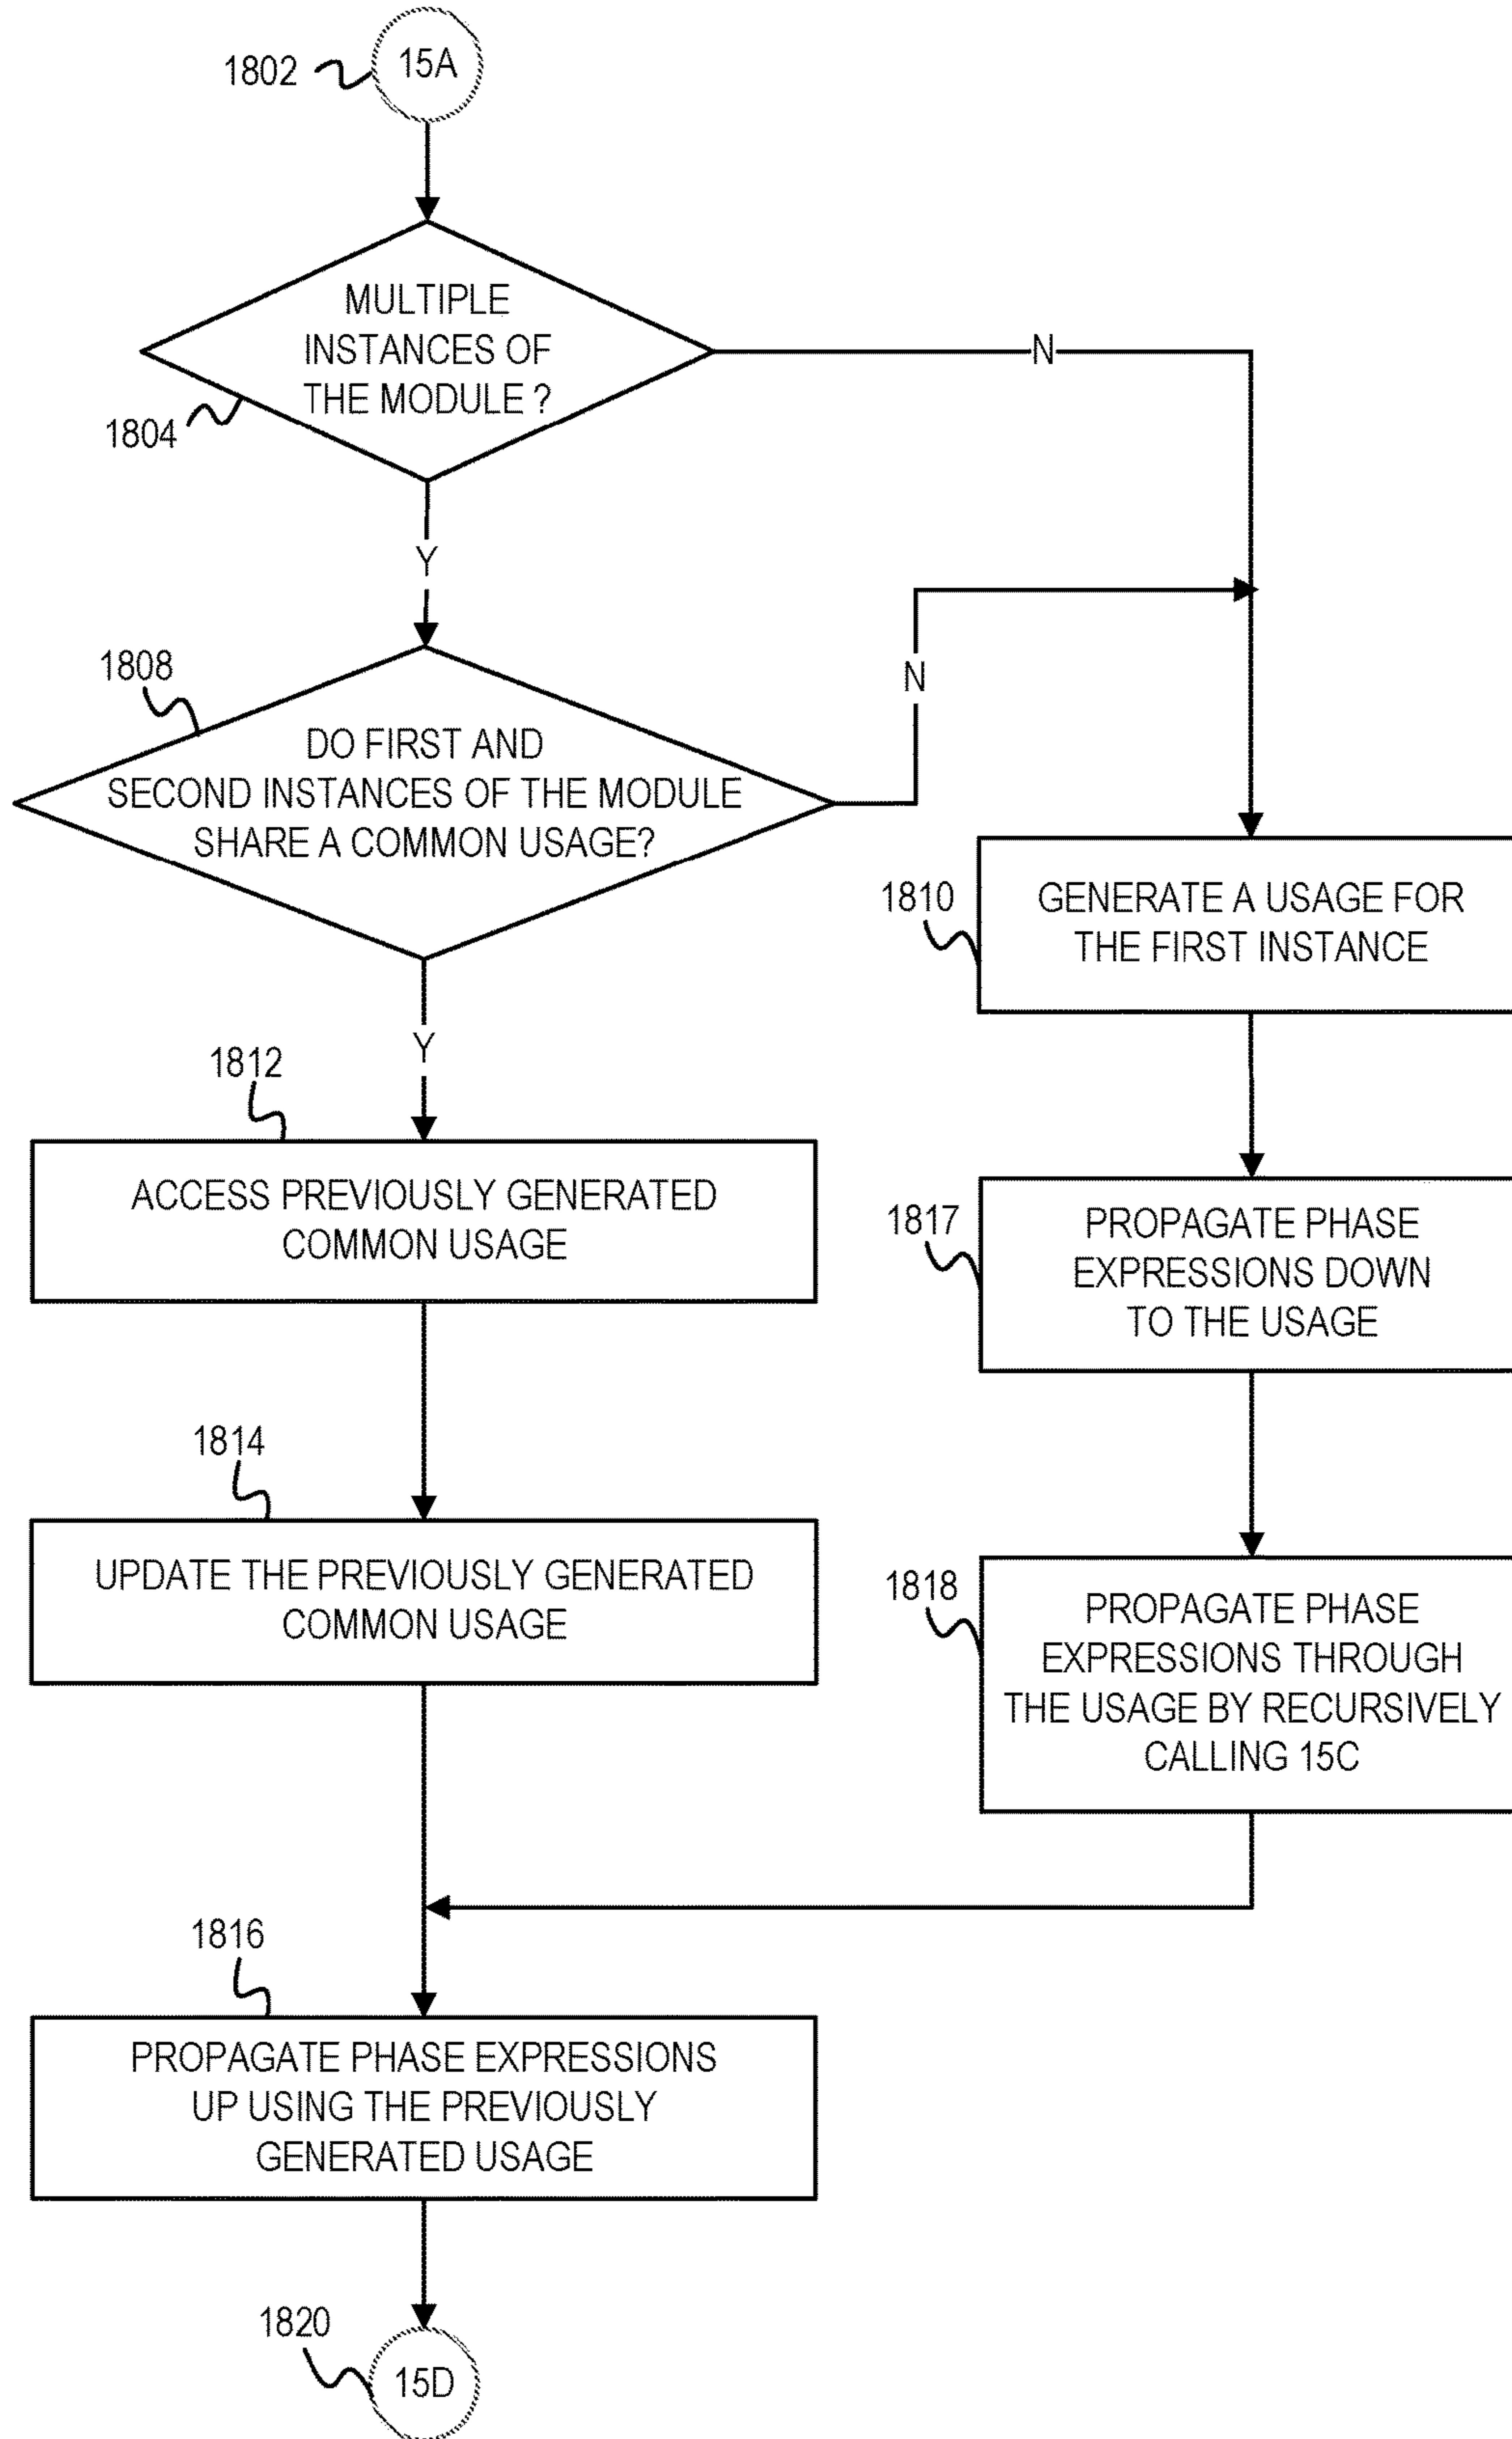 1802
15A
MULTIPLE
INSTANCES OF
THE MODULE ?
1804
N
Y
1808
DO FIRST AND
SECOND INSTANCES OF THE MODULE
SHARE A COMMON USAGE?
N
1810
GENERATE A USAGE FOR
THE FIRST INSTANCE
Y
1812
ACCESS PREVIOUSLY GENERATED
COMMON USAGE
1817
PROPAGATE PHASE
EXPRESSIONS DOWN
TO THE USAGE
1814
UPDATE THE PREVIOUSLY GENERATED
COMMON USAGE
1818
PROPAGATE PHASE
EXPRESSIONS THROUGH
THE USAGE BY RECURSIVELY
CALLING 15C
1816
PROPAGATE PHASE EXPRESSIONS
UP USING THE PREVIOUSLY
GENERATED USAGE
1820
15D